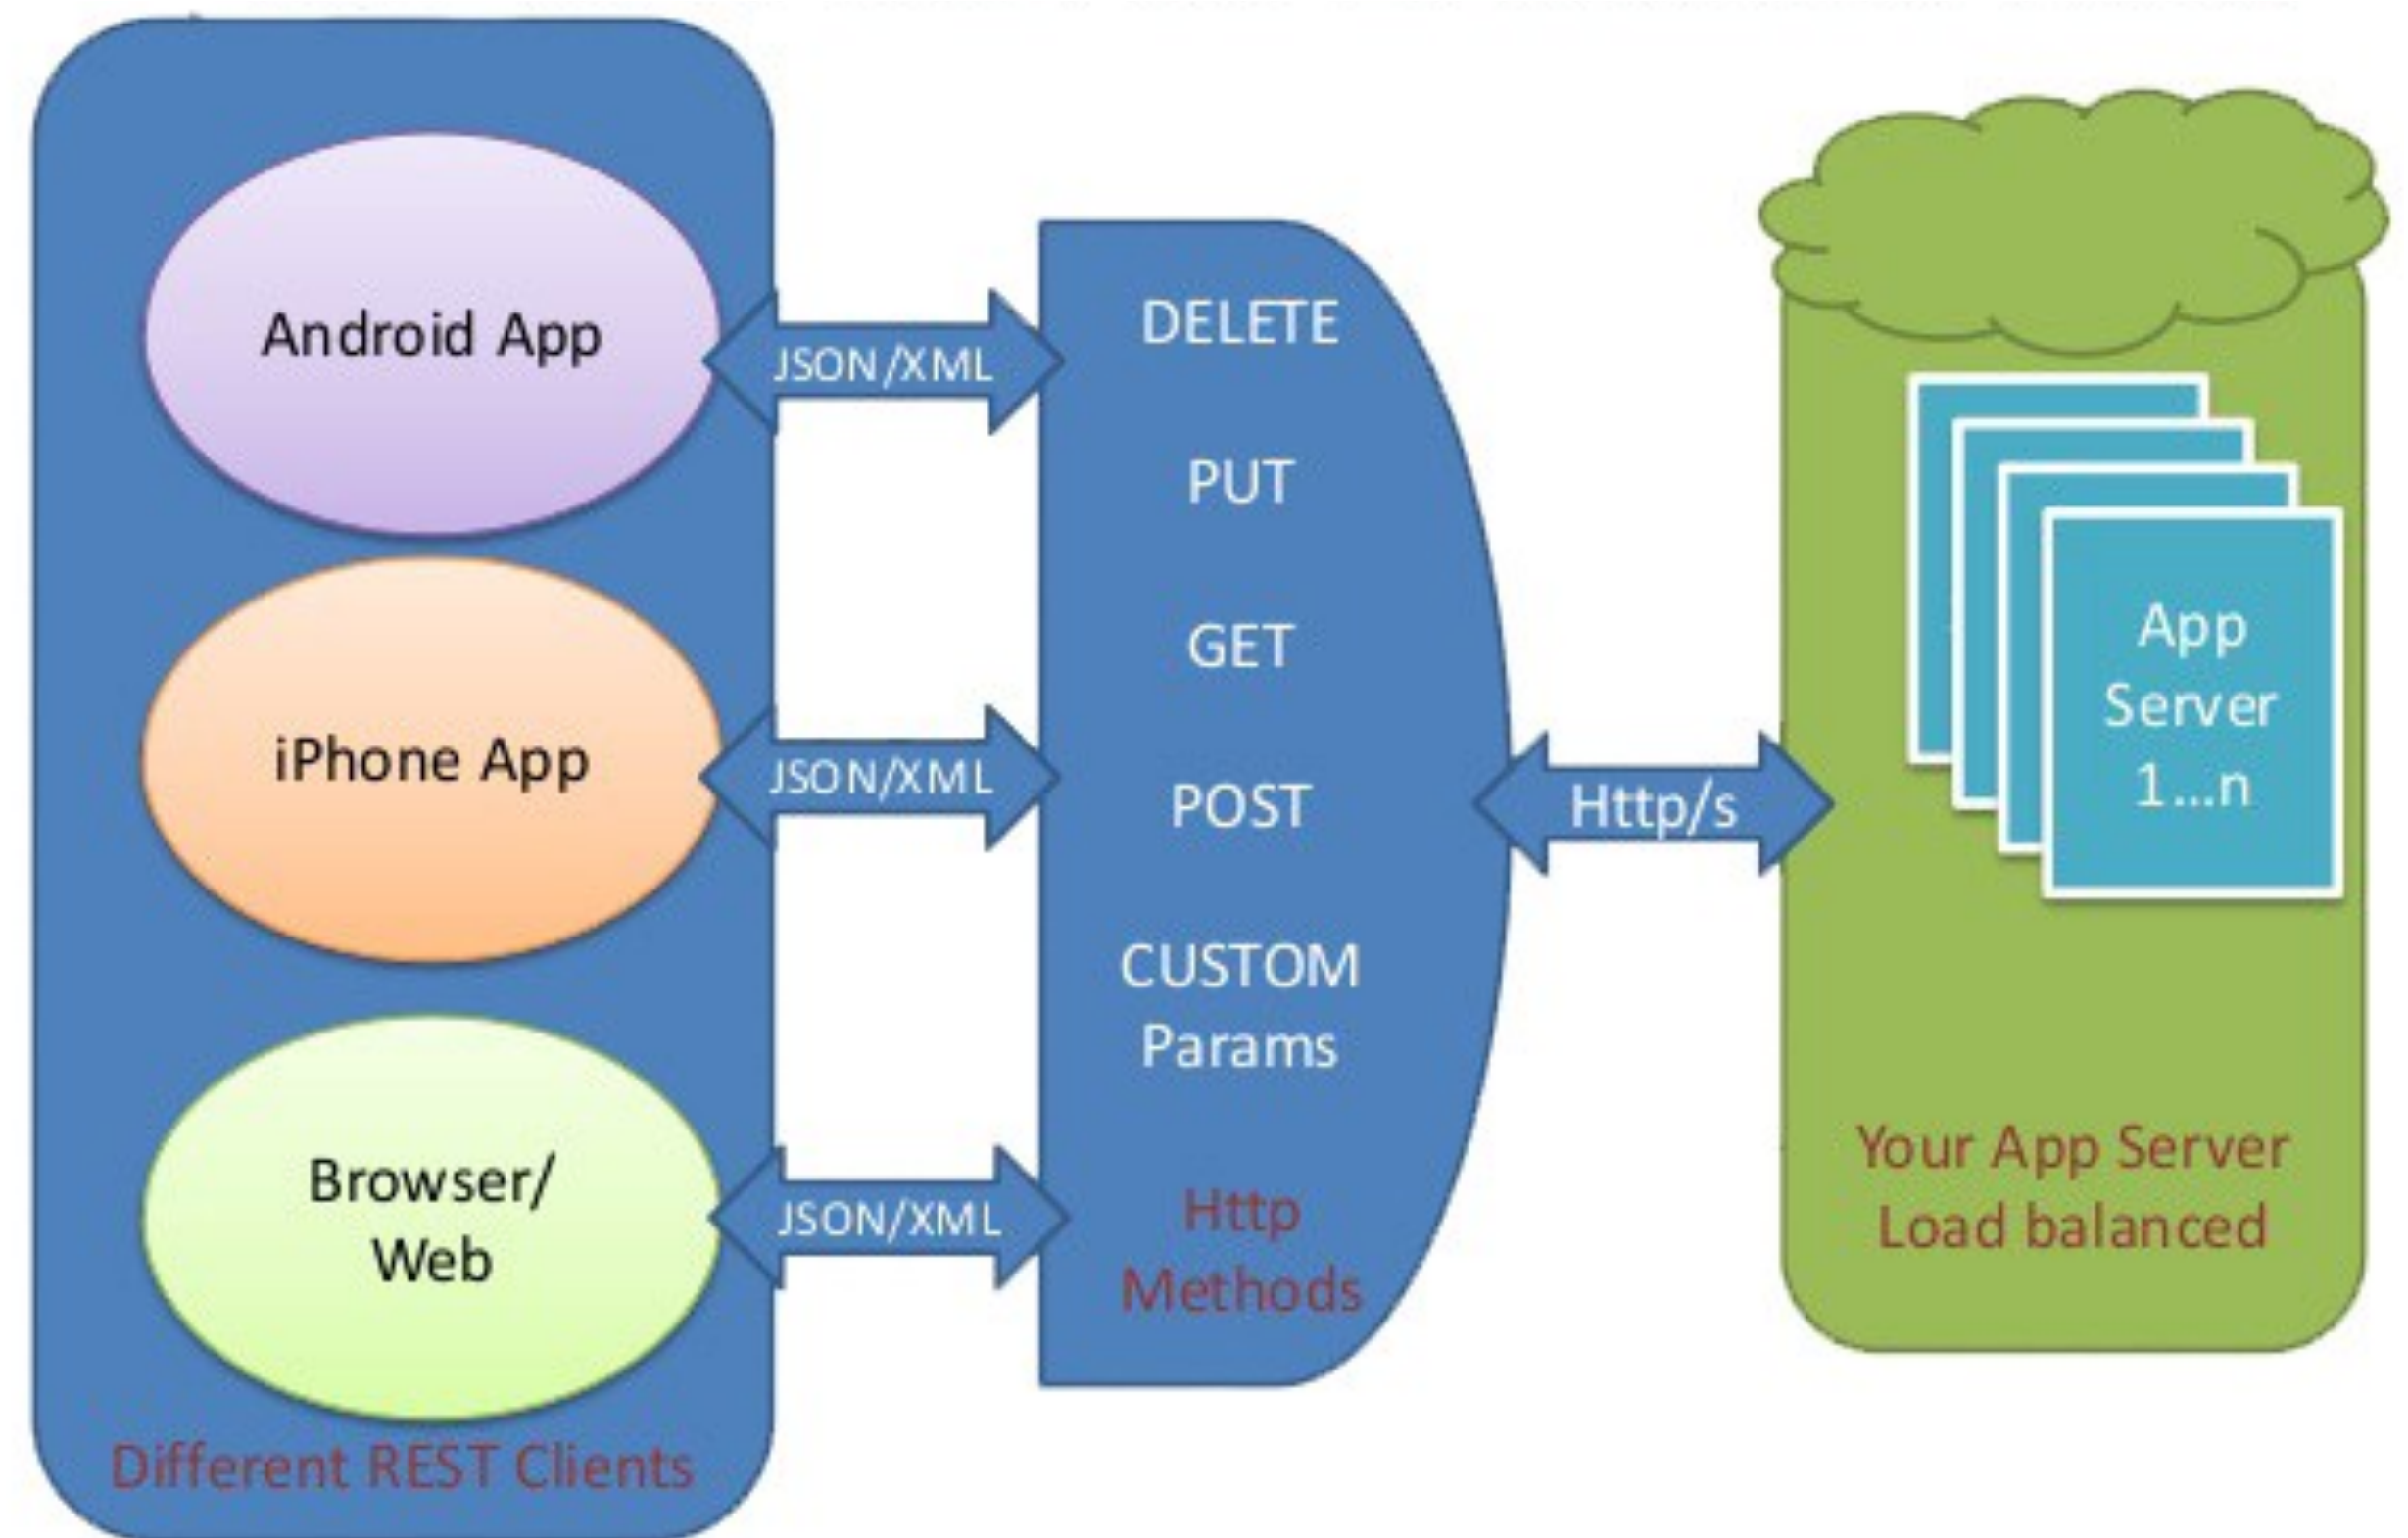 Android App
iPhone App
Browser/
Web
Different REST Clients
JSON/XML
JSON/XML
JSON/XML
DELETE
PUT
GET
POST
CUSTOM
Params
Http
Methods
Http/s
App
Server
1...n
Your App Server
Load balanced